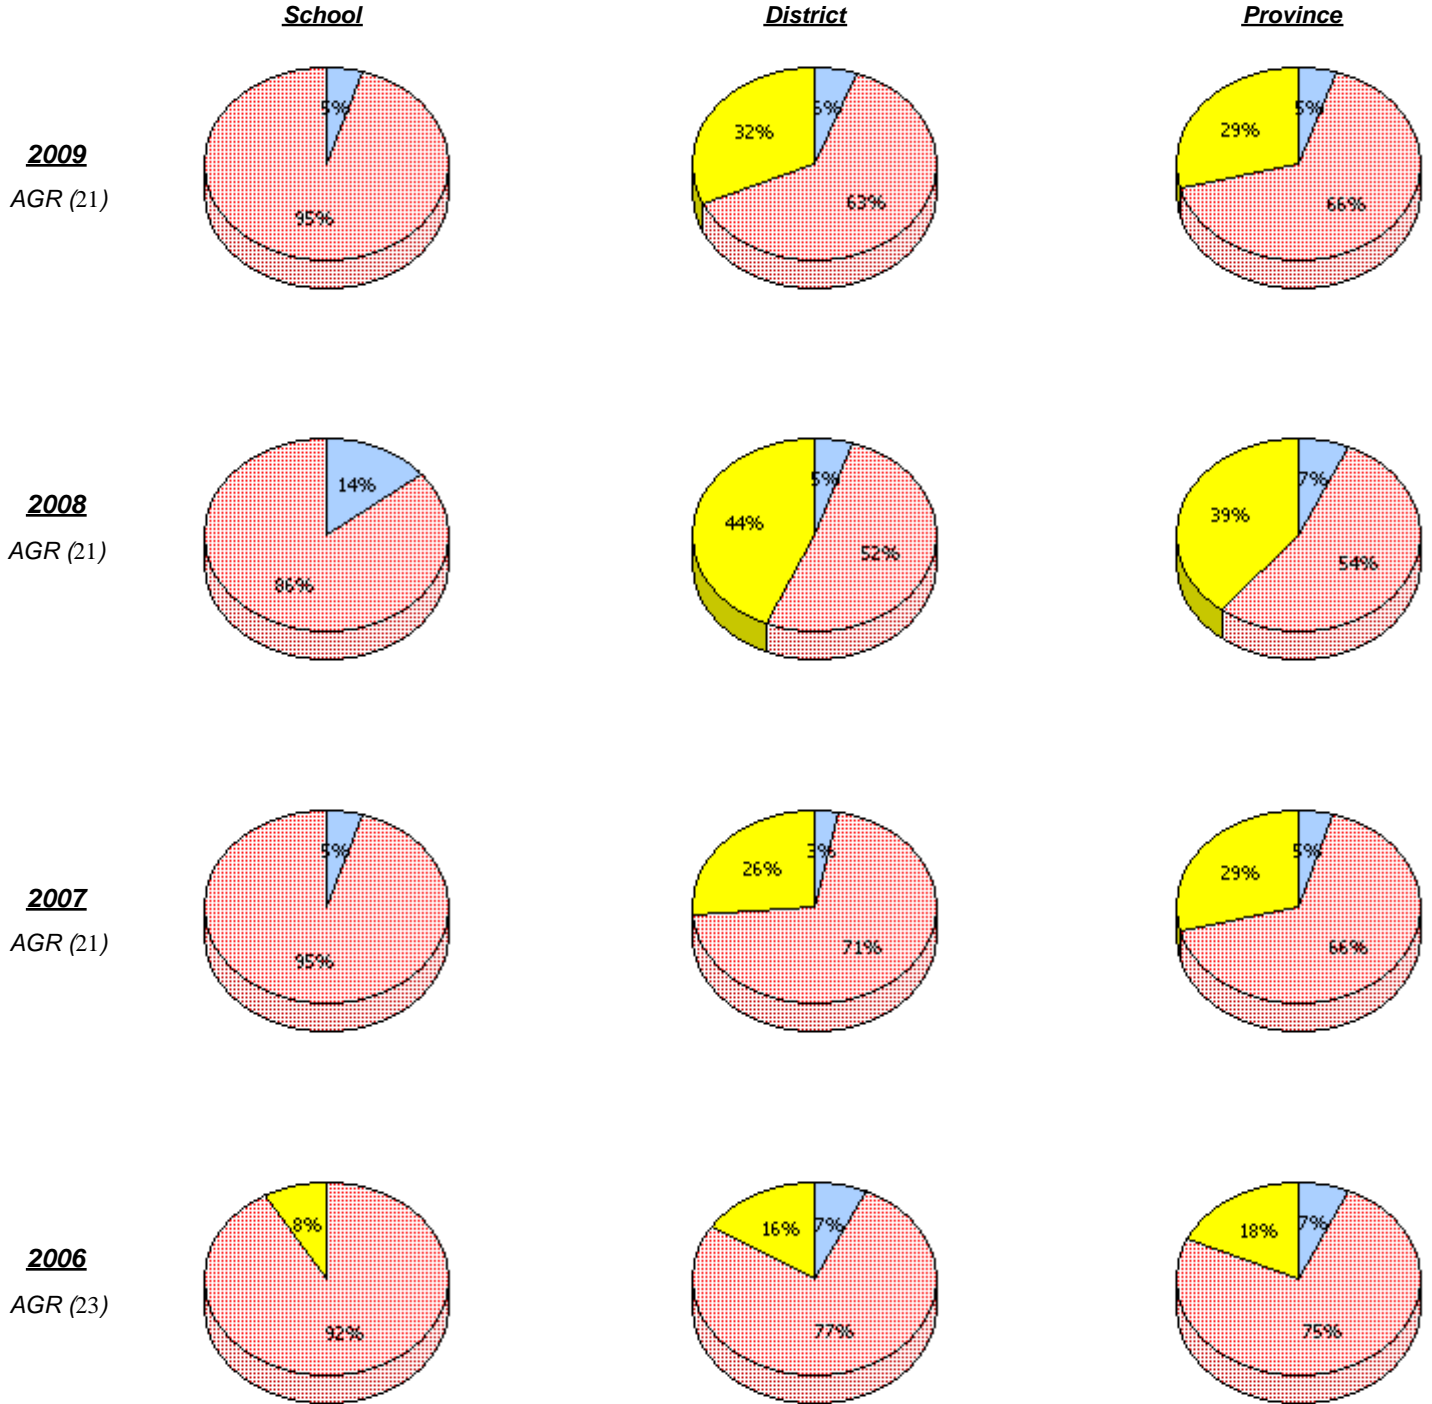 School District Province
5% 95%
32% 5% 63%
29% 5% 66%
2009
AGR (21)
14% 86%
44% 5% 52%
39% 7% 54%
2008
AGR (21)
5% 95%
26% 3% 71%
29% 5% 66%
2007
AGR (21)
8% 92%
16% 7% 77%
18% 7% 75%
2006
AGR (23)